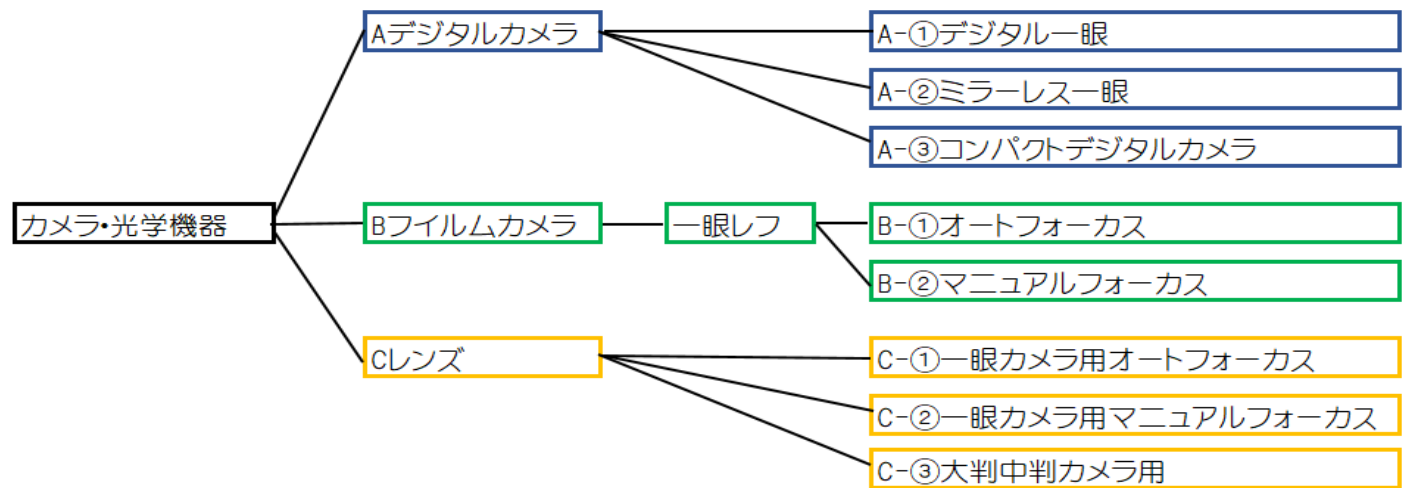 カメラ・光学機器
Aデジタルカメラ
A-①デジタル一眼
A-②ミラーレス一眼
A-③コンパクトデジタルカメラ
Bフイルムカメラ
一眼レフ
B-①オートフォーカス
B-②マニュアルフォーカス
Cレンズ
C-①一眼カメラ用オートフォーカス
C-②一眼カメラ用マニュアルフォーカス
C-③大判中判カメラ用